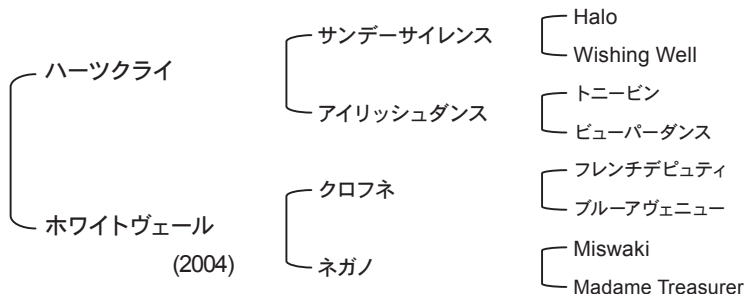 ハーツクライ
サンデーサイレンス
Halo
Wishing Well
アイリッシュダンス
トニービン
ビューパーダンス
ホワイトヴェール
(2004)
クロフネ
フレンチデピュティ
ブルーアヴェニュー
ネガノ
Miswaki
Madame Treasurer